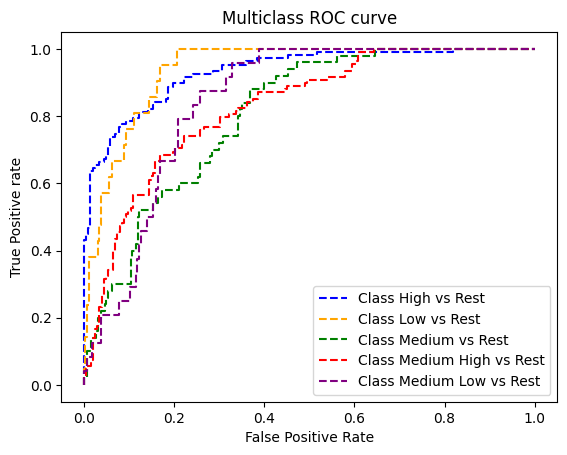 Multiclass ROC curve
True Positive rate
1.0
0.8
0.6
0.4
0.2
0.0
Class High vs Rest
Class Low vs Rest
Class Medium vs Rest
Class Medium High vs Rest
Class Medium Low vs Rest
0.0 0.2 0.4 0.6 0.8 1.0
False Positive Rate